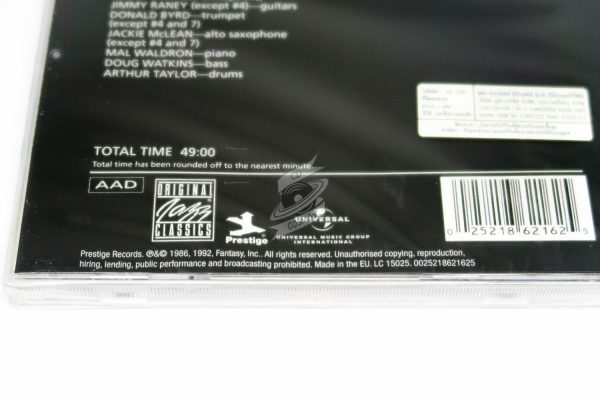 JIMMY RANEY (except #4)—guitars
DONALD BYRD—trumpet
(except #4 and 7)
JACKIE McLEAN—alto saxophone
(except #4 and 7)
MAL WALDRON—piano
DOUG WATKINS—bass
ARTHUR TAYLOR—drums
TOTAL TIME 49:00
Total time has been rounded off to the nearest minute.
AAD
ORIGINAL
Jazz
CLASSICS
Prestige
UNIVERSAL
UNIVERSAL MUSIC GROUP
INTERNATIONAL
0 25218 62162 5
Prestige Records. ℗&© 1986, 1992, Fantasy, Inc.. All rights reserved. Unauthorised copying, reproduction,
hiring, lending, public performance and broadcasting prohibited. Made in the EU. LC 15025. 0025218621625